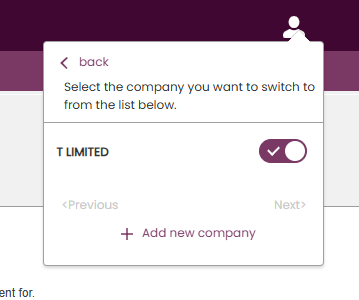 back
Select the company you want to switch to
from the list below.
T LIMITED
<Previous
Next>
+ Add new company
ent for.